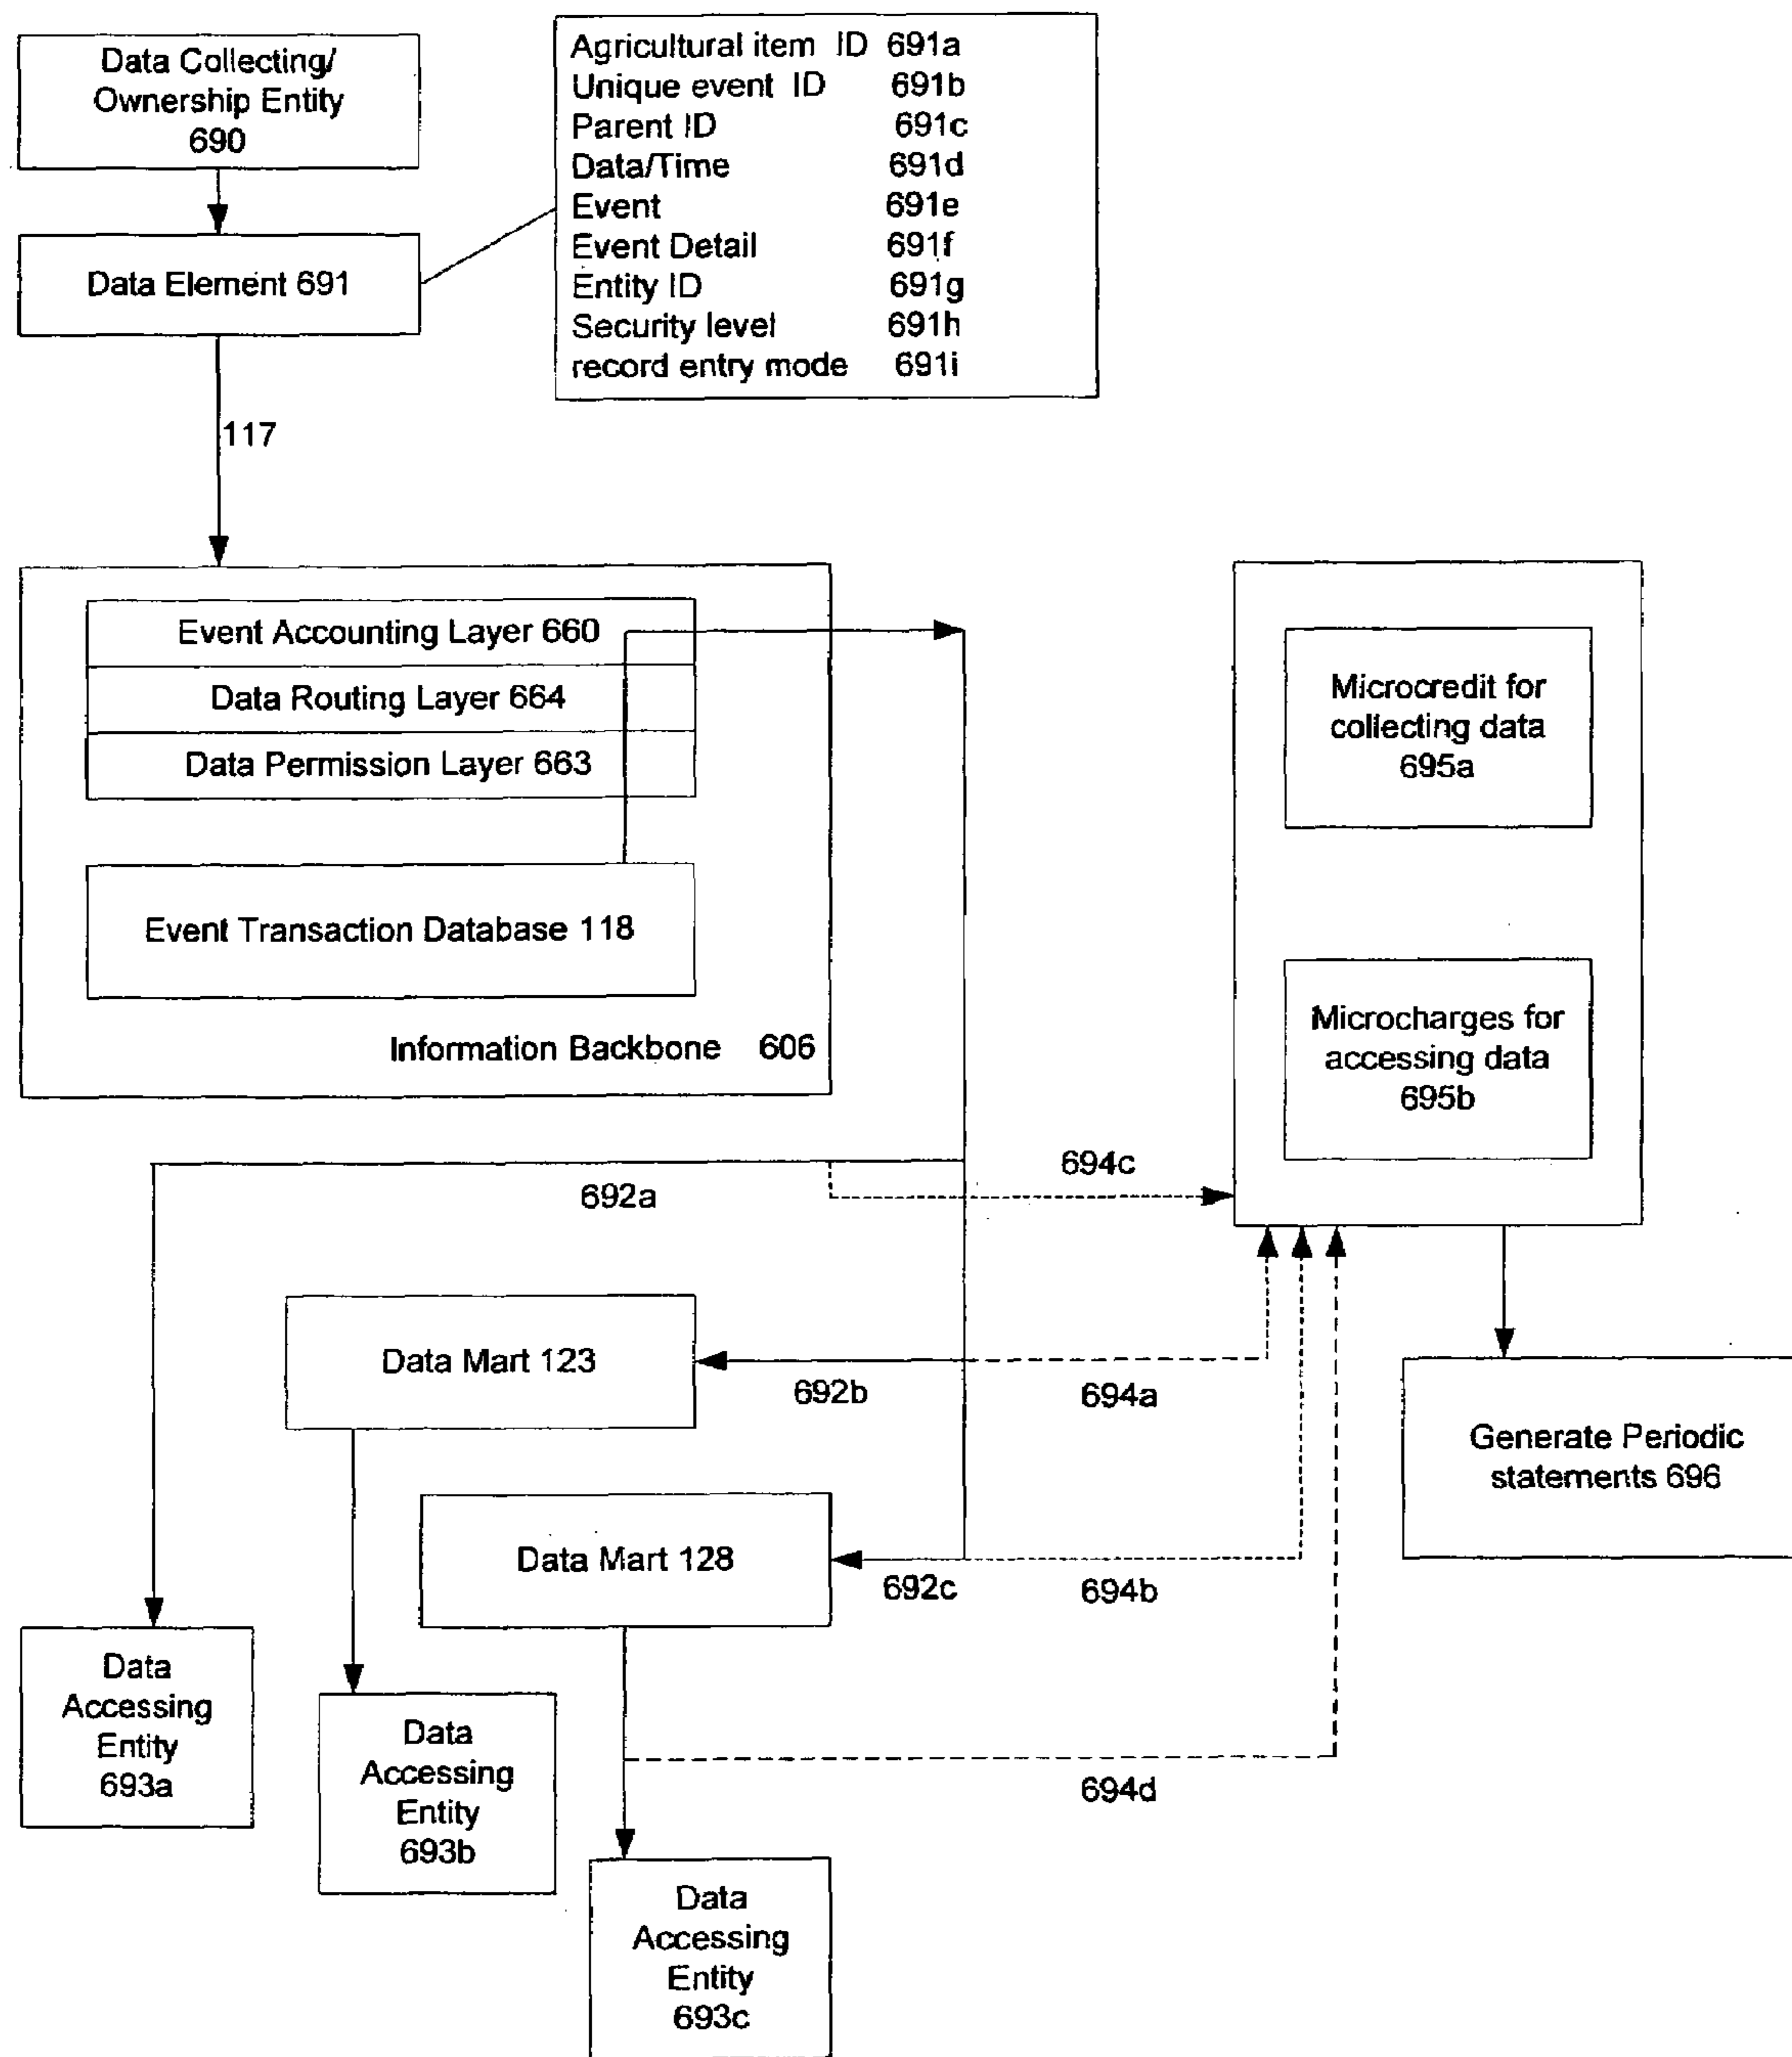 Data Collecting/
Ownership Entity
690
Data Element 691
Agricultural item ID 691a
Unique event ID 691b
Parent ID 691c
Data/Time 691d
Event 691e
Event Detail 691f
Entity ID 691g
Security level 691h
record entry mode 691i
117
Event Accounting Layer 660
Data Routing Layer 664
Data Permission Layer 663
Event Transaction Database 118
Information Backbone 606
Microcredit for
collecting data
695a
Microcharges for
accessing data
695b
692a
694c
Data Mart 123
692b
694a
Generate Periodic
statements 696
Data Mart 128
692c
694b
Data
Accessing
Entity
693a
Data
Accessing
Entity
693b
694d
Data
Accessing
Entity
693c